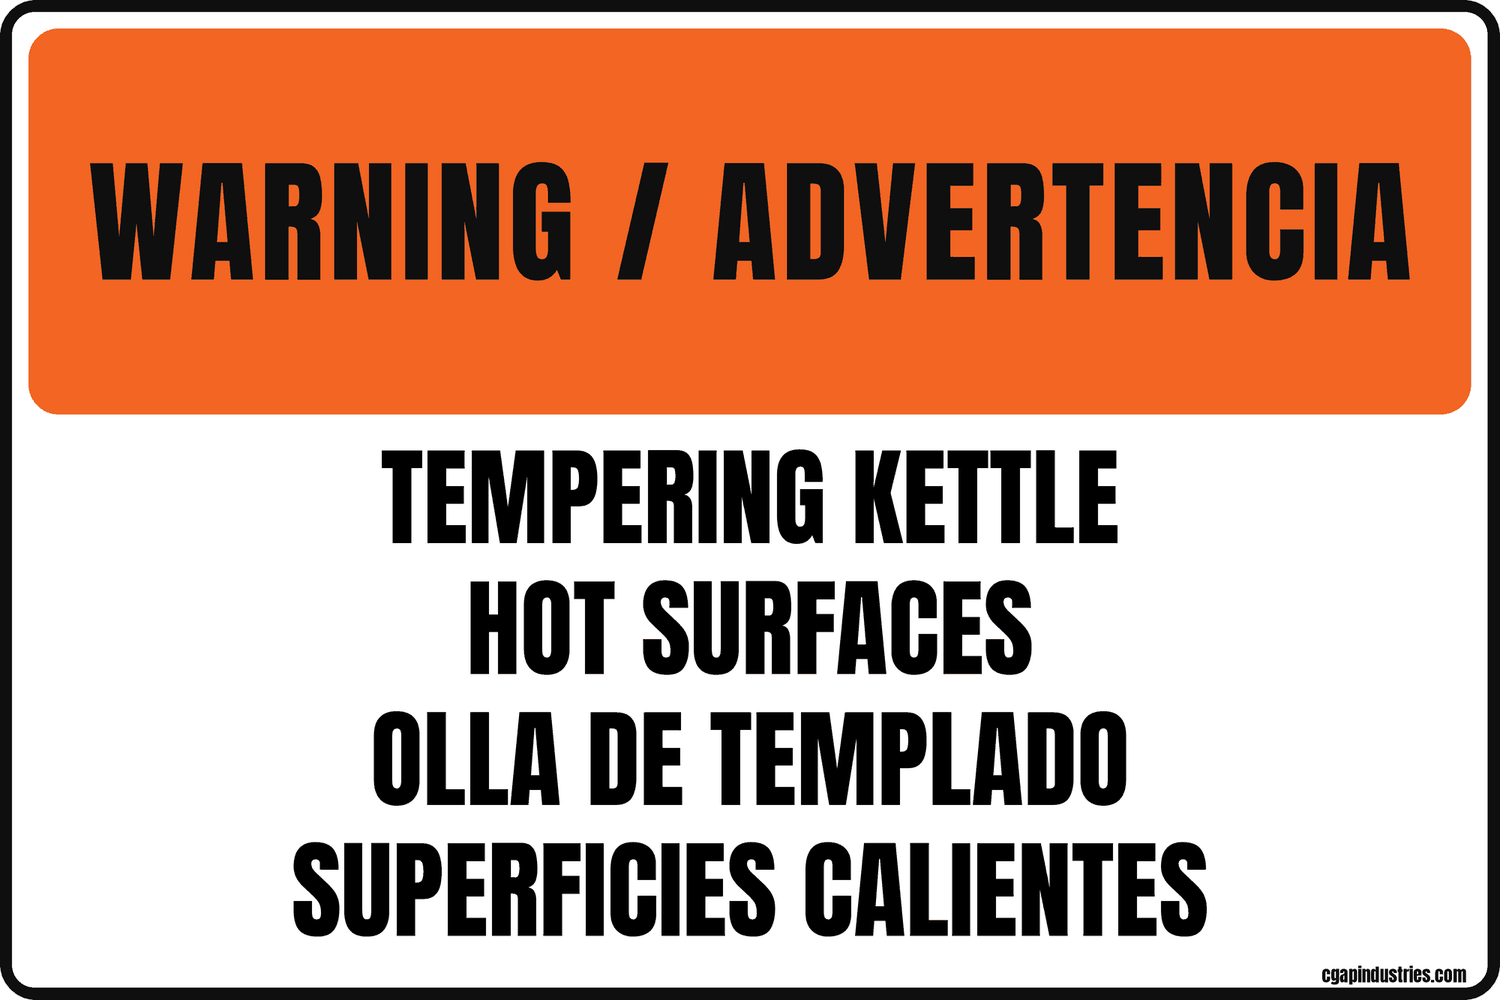 WARNING / ADVERTENCIA
TEMPERING KETTLE
HOT SURFACES
OLLA DE TEMPLADO
SUPERFICIES CALIENTES
cgapindustries.com